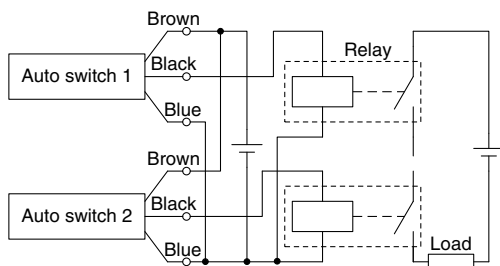 Brown
Relay
Auto switch 1
Black
Blue
Brown
Auto switch 2
Black
Blue
Load